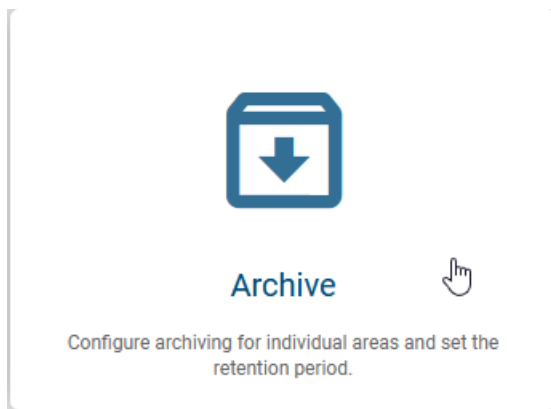 Archive
Configure archiving for individual areas and set the
retention period.